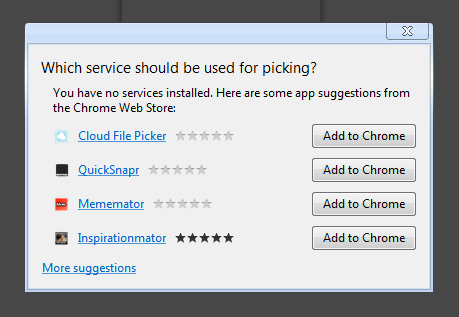 Which service should be used for picking?
You have no services installed. Here are some app suggestions from
the Chrome Web Store:
Cloud File Picker Add to Chrome
QuickSnapr Add to Chrome
Mememator Add to Chrome
Inspirationmator Add to Chrome
More suggestions